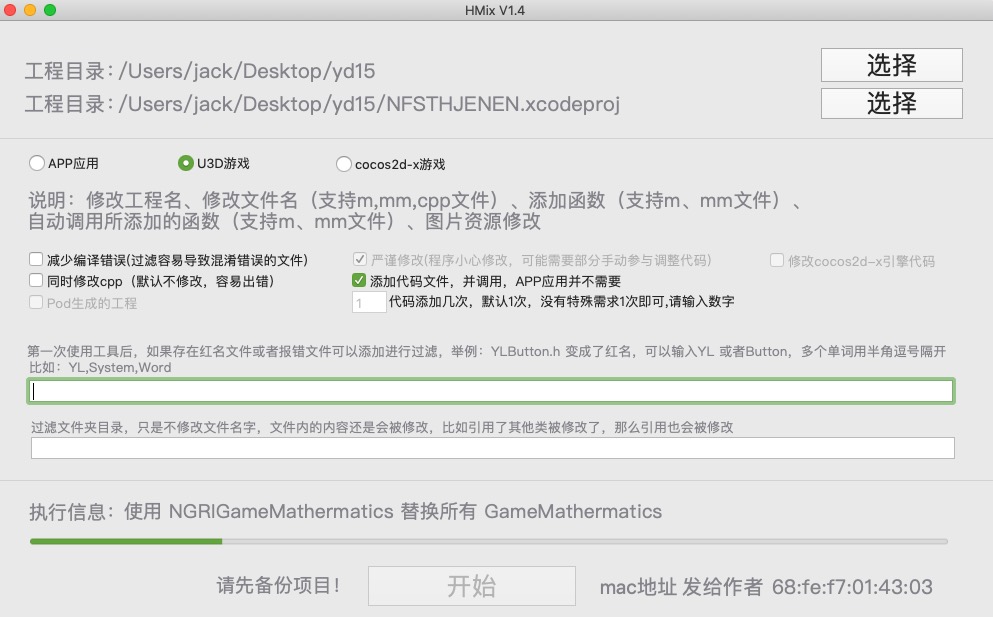 HMix V1.4
工程目录：/Users/jack/Desktop/yd15
选择
工程目录：/Users/jack/Desktop/yd15/NFSTHJENEN.xcodeproj
选择
APP应用
U3D游戏
cocos2d-x游戏
说明：修改工程名、修改文件名（支持m,mm,cpp文件）、添加函数（支持m、mm文件）、
自动调用所添加的函数（支持m、mm文件）、图片资源修改
减少编译错误(过滤容易导致混淆错误的文件)
严谨修改(程序小心修改，可能需要部分手动参与调整代码)
修改cocos2d-x引擎代码
同时修改cpp（默认不修改，容易出错)
添加代码文件，并调用，APP应用并不需要
Pod生成的工程
1 代码添加几次，默认1次，没有特殊需求1次即可,请输入数字
第一次使用工具后，如果存在红名文件或者报错文件可以添加进行过滤，举例：YLButton.h 变成了红名，可以输入YL 或者Button，多个单词用半角逗号隔开
比如：YL,System,Word
过滤文件夹目录，只是不修改文件名字，文件内的内容还是会被修改，比如引用了其他类被修改了，那么引用也会被修改
执行信息：使用 NGRIGameMathermatics 替换所有 GameMathermatics
请先备份项目！
开始
mac地址 发给作者 68:fe:f7:01:43:03